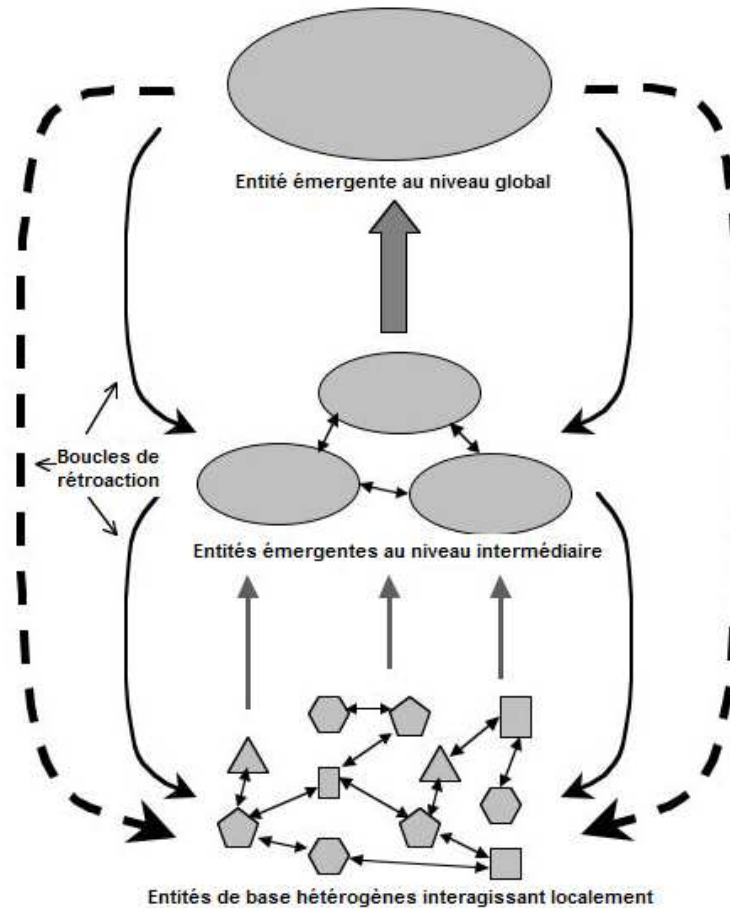 Entité émergente au niveau global
Boucles de
rétroaction
Entités émergentes au niveau intermédiaire
Entités de base hétérogènes interagissant localement